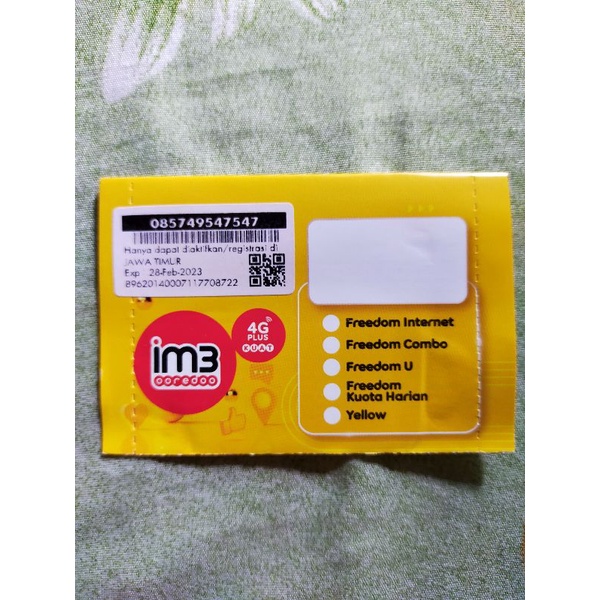 085749547547
Hanya dapat diaktifkan/registrasi di
JAWA TIMUR
Exp 28-Feb-2023
89620140007117708722
im3
ooredoo
4G
PLUS
KUAT
Freedom Internet
Freedom Combo
Freedom U
Freedom
Kuota Harian
Yellow